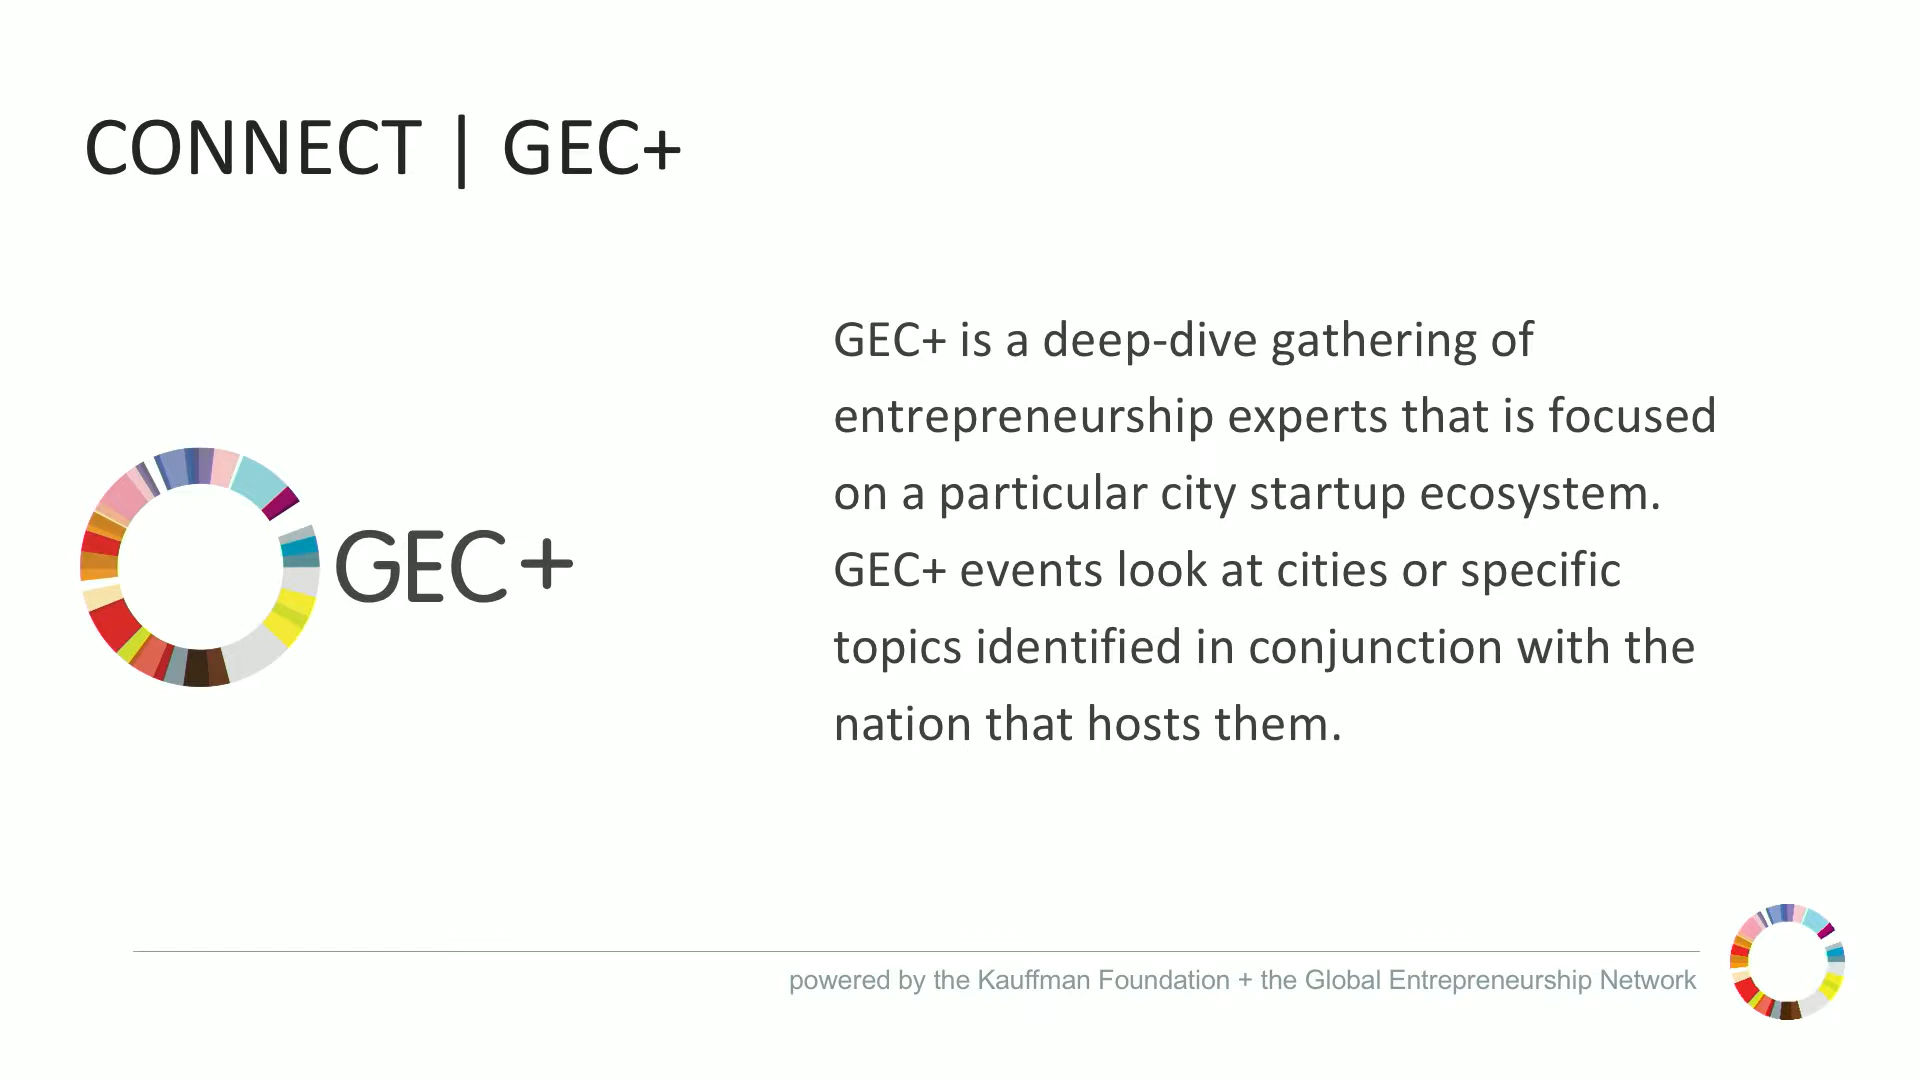 CONNECT | GEC+
GEC+
GEC+ is a deep-dive gathering of
entrepreneurship experts that is focused
on a particular city startup ecosystem.
GEC+ events look at cities or specific
topics identified in conjunction with the
nation that hosts them.
powered by the Kauffman Foundation + the Global Entrepreneurship Network